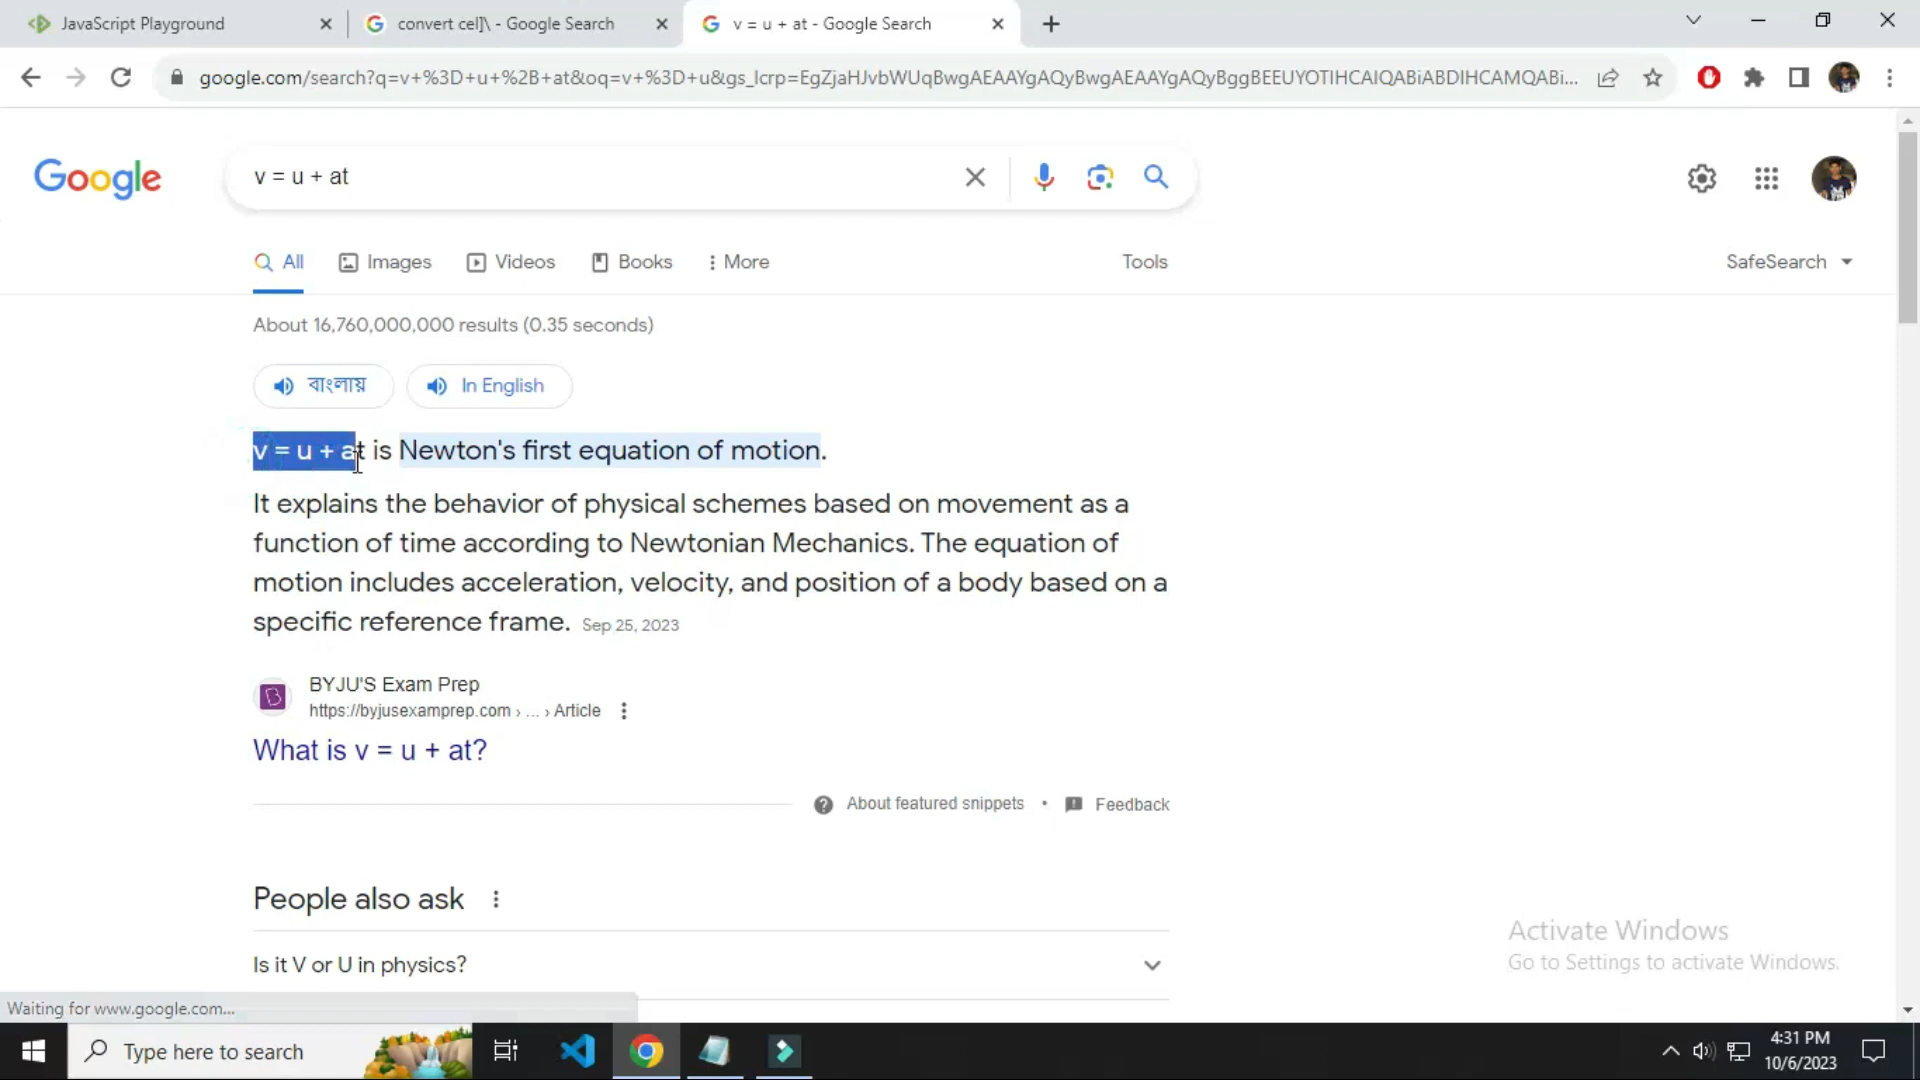 JavaScript Playground
convert cel]\ - Google Search
v = u + at - Google Search
google.com/search?q=v+%3D+u+%2B+at&oq=v+%3D+u&gs_lcrp=EgZjaHJvbWUqBwgAEAAYgAQyBwgAEAAYgAQyBggBEEUYOTIHCAIQABiABDIHCAMQABi...
Google
v = u + at
All
Images
Videos
Books
More
Tools
SafeSearch
About 16,760,000,000 results (0.35 seconds)
বাংলায়
In English
v = u + at is Newton's first equation of motion.
It explains the behavior of physical schemes based on movement as a
function of time according to Newtonian Mechanics. The equation of
motion includes acceleration, velocity, and position of a body based on a
specific reference frame. Sep 25, 2023
BYJU'S Exam Prep
https://byjusexamprep.com › ... › Article
What is v = u + at?
About featured snippets • Feedback
People also ask
Is it V or U in physics?
Activate Windows
Go to Settings to activate Windows.
Waiting for www.google.com...
Type here to search
4:31 PM
10/6/2023